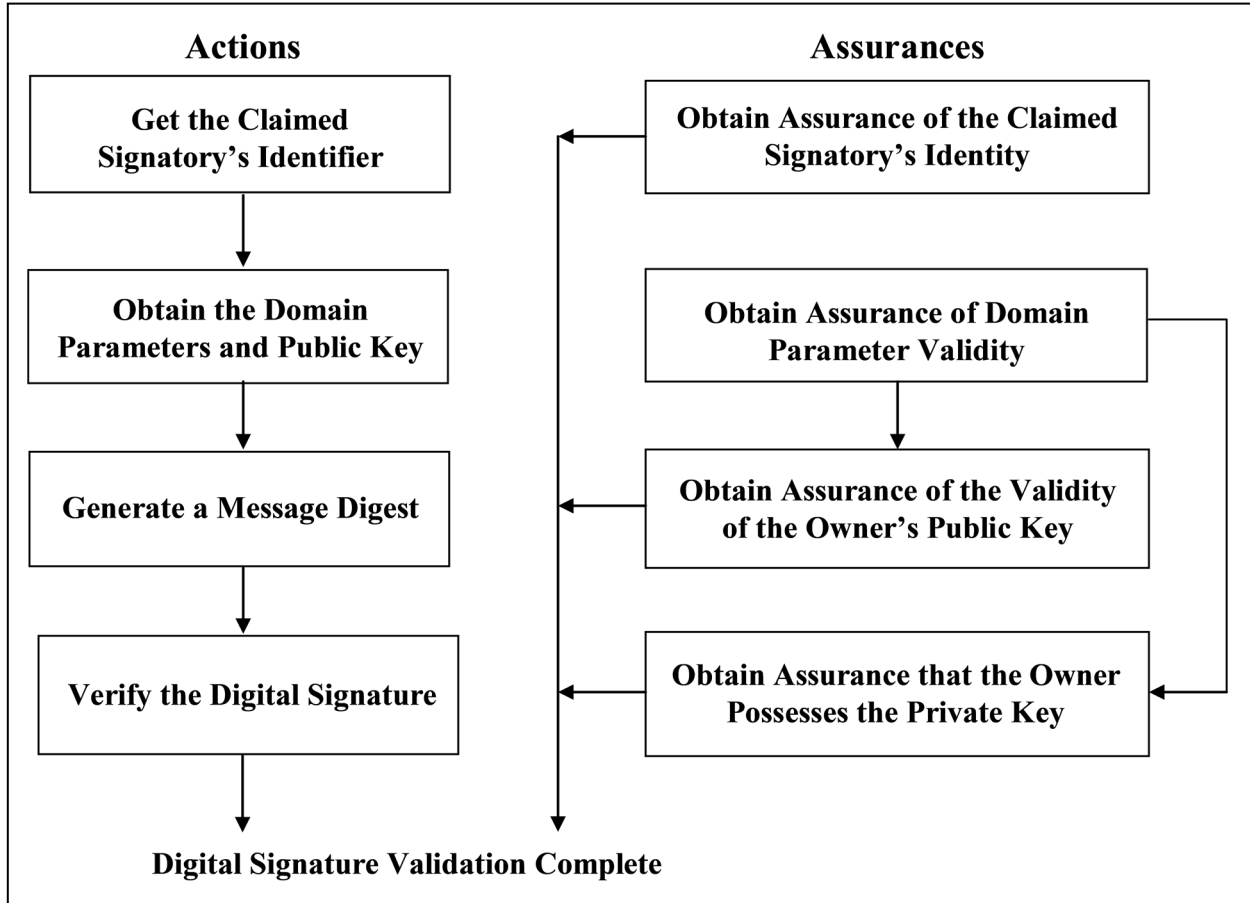 Actions
Get the Claimed
Signatory’s Identifier
Obtain the Domain
Parameters and Public Key
Generate a Message Digest
Verify the Digital Signature
Assurances
Obtain Assurance of the Claimed
Signatory’s Identity
Obtain Assurance of Domain
Parameter Validity
Obtain Assurance of the Validity
of the Owner’s Public Key
Obtain Assurance that the Owner
Possesses the Private Key
Digital Signature Validation Complete